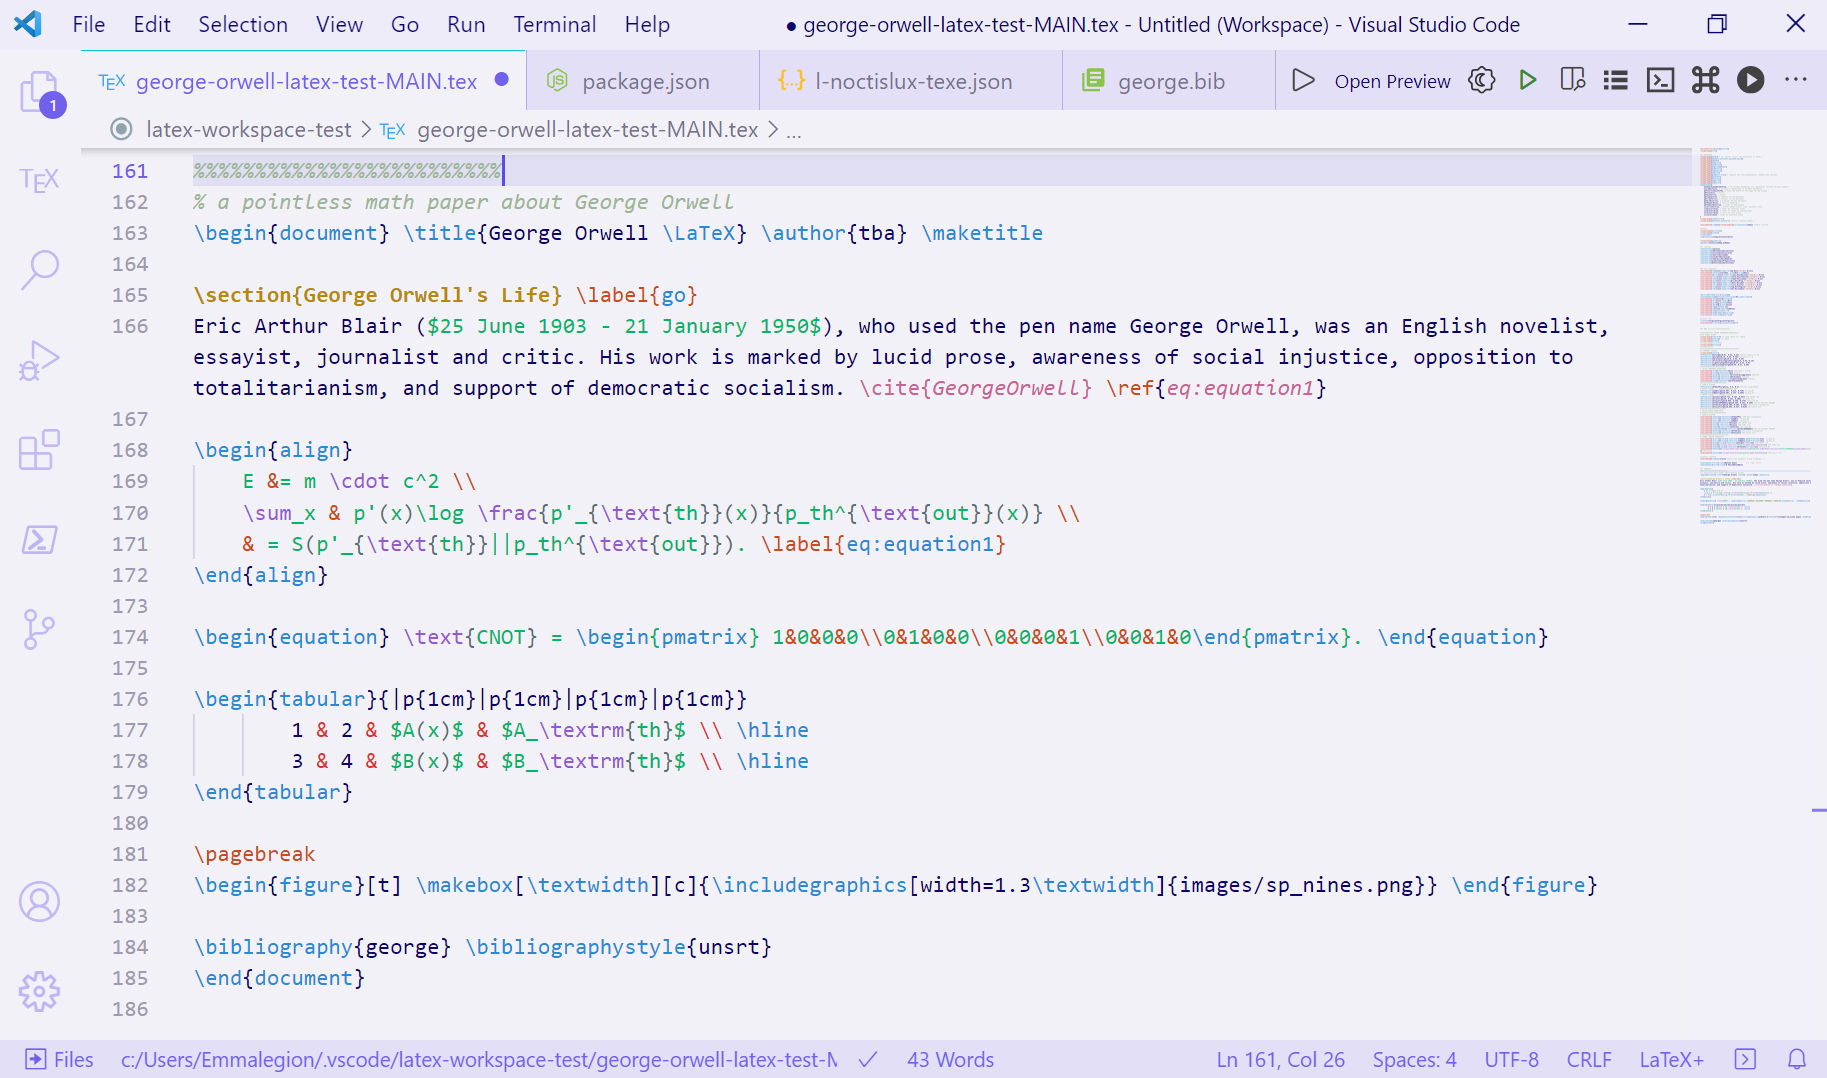 File Edit Selection View Go Run Terminal Help ● george-orwell-latex-test-MAIN.tex - Untitled (Workspace) - Visual Studio Code
TEX george-orwell-latex-test-MAIN.tex ● package.json {..} l-noctislux-texe.json george.bib Open Preview ...
1
TEX
latex-workspace-test > TEX george-orwell-latex-test-MAIN.tex > ...
161 %%%%%%%%%%%%%%%%%%%%%%%%%
162 % a pointless math paper about George Orwell
163 \begin{document} \title{George Orwell \LaTeX} \author{tba} \maketitle
164
165 \section{George Orwell's Life} \label{go}
166 Eric Arthur Blair ($25 June 1903 - 21 January 1950$), who used the pen name George Orwell, was an English novelist,
essayist, journalist and critic. His work is marked by lucid prose, awareness of social injustice, opposition to
totalitarianism, and support of democratic socialism. \cite{GeorgeOrwell} \ref{eq:equation1}
167
168 \begin{align}
169 E &= m \cdot c^2 \\
170 \sum_x & p'(x)\log \frac{p'_{\text{th}}(x)}{p_th^{\text{out}}(x)} \\
171 & = S(p'_{\text{th}}||p_th^{\text{out}}). \label{eq:equation1}
172 \end{align}
173
174 \begin{equation} \text{CNOT} = \begin{pmatrix} 1&0&0&0\\0&1&0&0\\0&0&0&1\\0&0&1&0\end{pmatrix}. \end{equation}
175
176 \begin{tabular}{|p{1cm}|p{1cm}|p{1cm}|p{1cm}}
177 1 & 2 & $A(x)$ & $A_\textrm{th}$ \\ \hline
178 3 & 4 & $B(x)$ & $B_\textrm{th}$ \\ \hline
179 \end{tabular}
180
181 \pagebreak
182 \begin{figure}[t] \makebox[\textwidth][c]{\includegraphics[width=1.3\textwidth]{images/sp_nines.png}} \end{figure}
183
184 \bibliography{george} \bibliographystyle{unsrt}
185 \end{document}
186
Files c:/Users/Emmalegion/.vscode/latex-workspace-test/george-orwell-latex-test-M 43 Words Ln 161, Col 26 Spaces: 4 UTF-8 CRLF LaTeX+